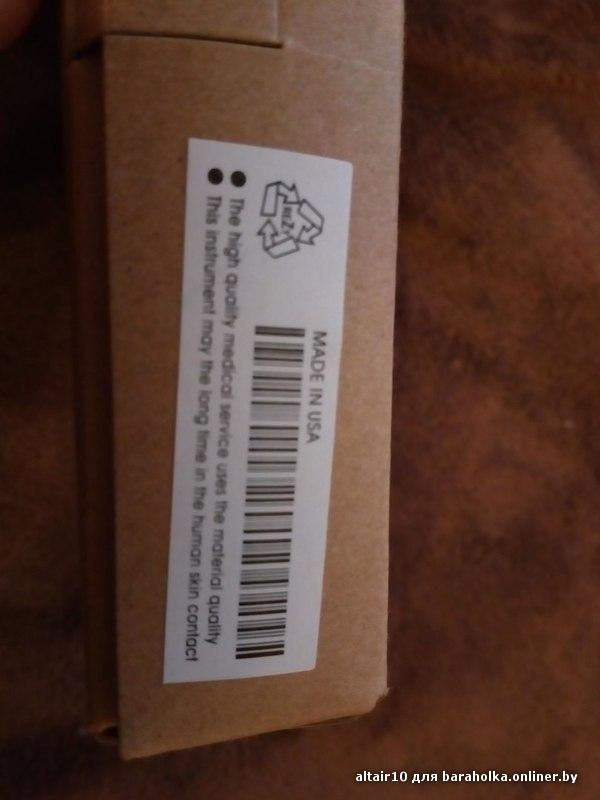 MADE IN USA
The high quality medical service uses the material quality
This instrument may the long time in the human skin contact
altair10 для baraholka.onliner.by